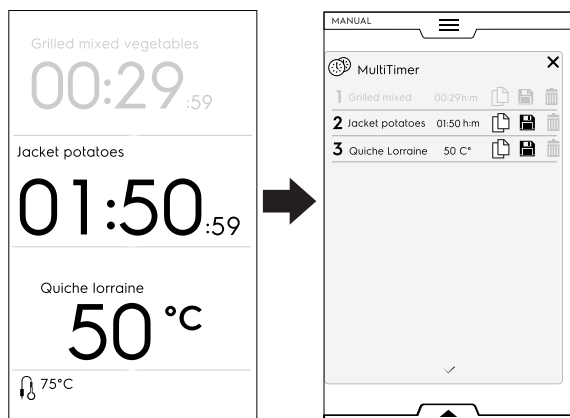 Grilled mixed vegetables
00:29:59
Jacket potatoes
01:50:59
Quiche lorraine
50 °C
75°C
MANUAL
MultiTimer
1 Grilled mixed 00:29h:m
2 Jacket potatoes 01:50 h:m
3 Quiche Lorraine 50 C°